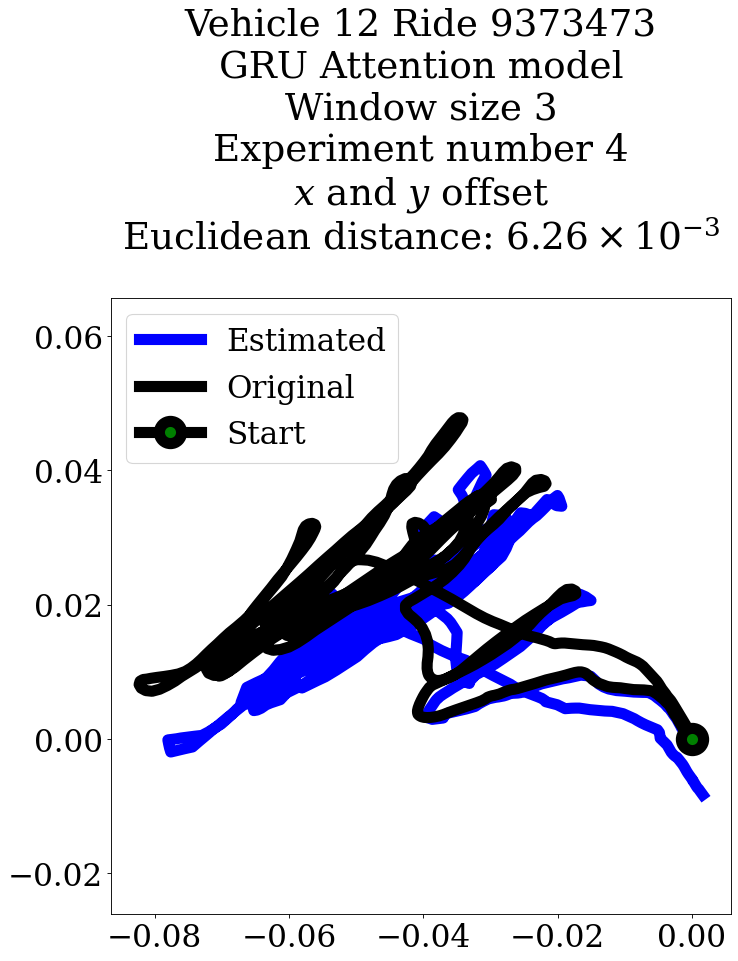 Vehicle 12 Ride 9373473
GRU Attention model
Window size 3
Experiment number 4
x and y offset
Euclidean distance: 6.26 × 10⁻³
Estimated
Original
Start
0.06
0.04
0.02
0.00
−0.02
−0.08 −0.06 −0.04 −0.02 0.00